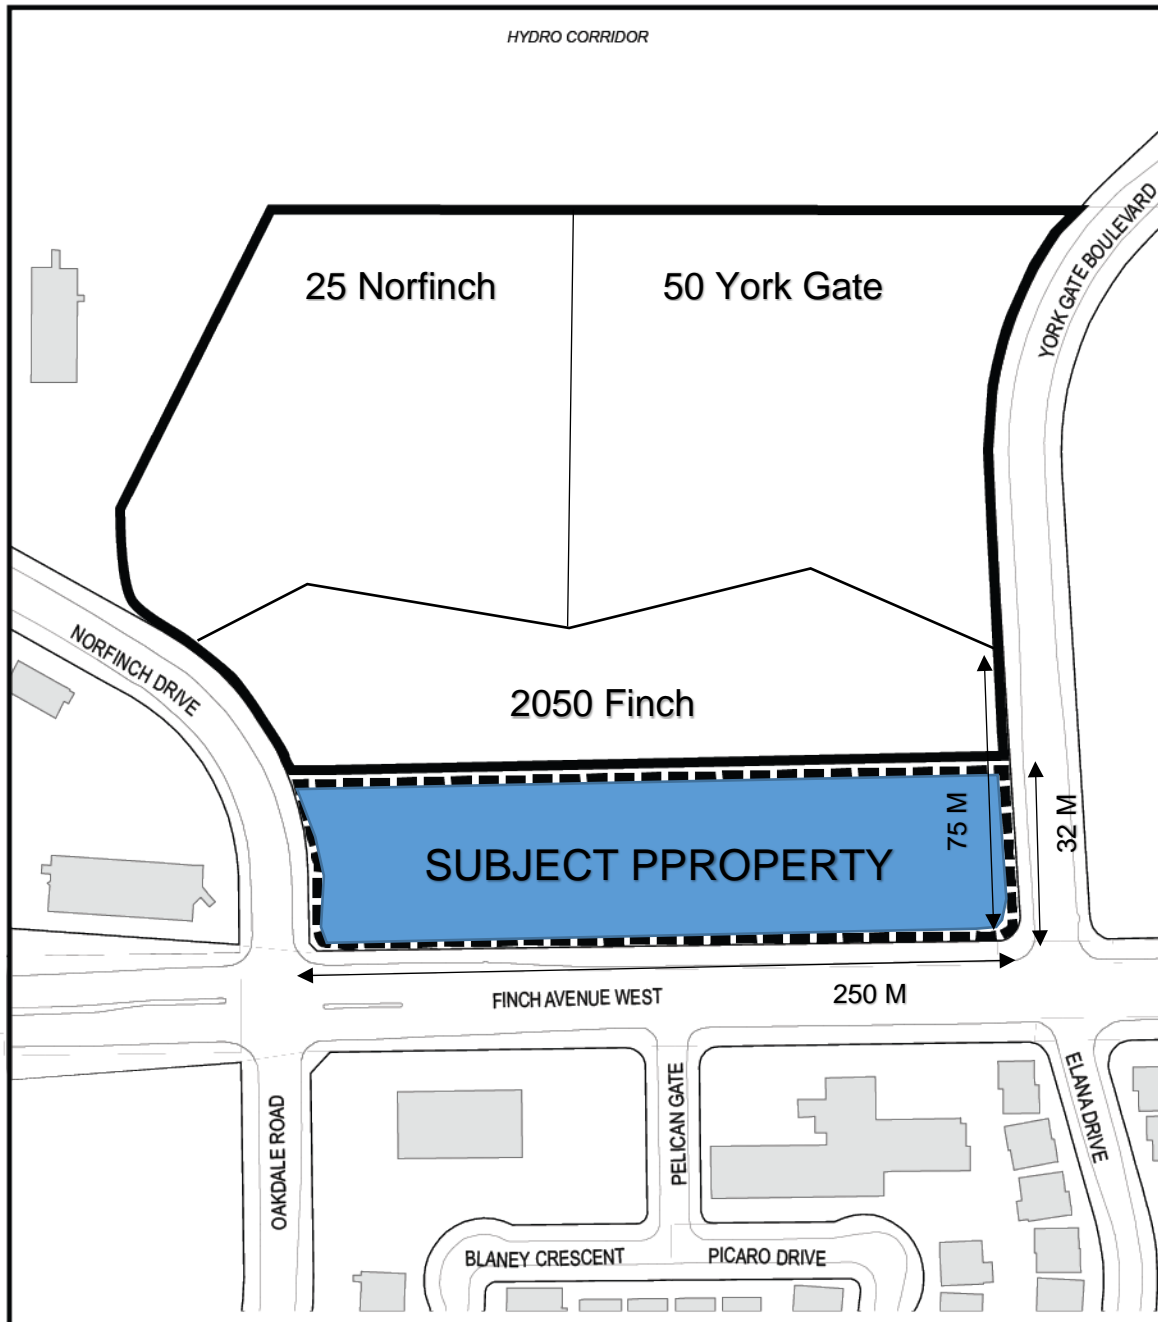 HYDRO CORRIDOR
YORK GATE BOULEVARD
25 Norfinch
50 York Gate
NORFINCH DRIVE
2050 Finch
75 M
32 M
SUBJECT PPROPERTY
FINCH AVENUE WEST
250 M
OAKDALE ROAD
PELICAN GATE
ELANA DRIVE
BLANEY CRESCENT
PICARO DRIVE